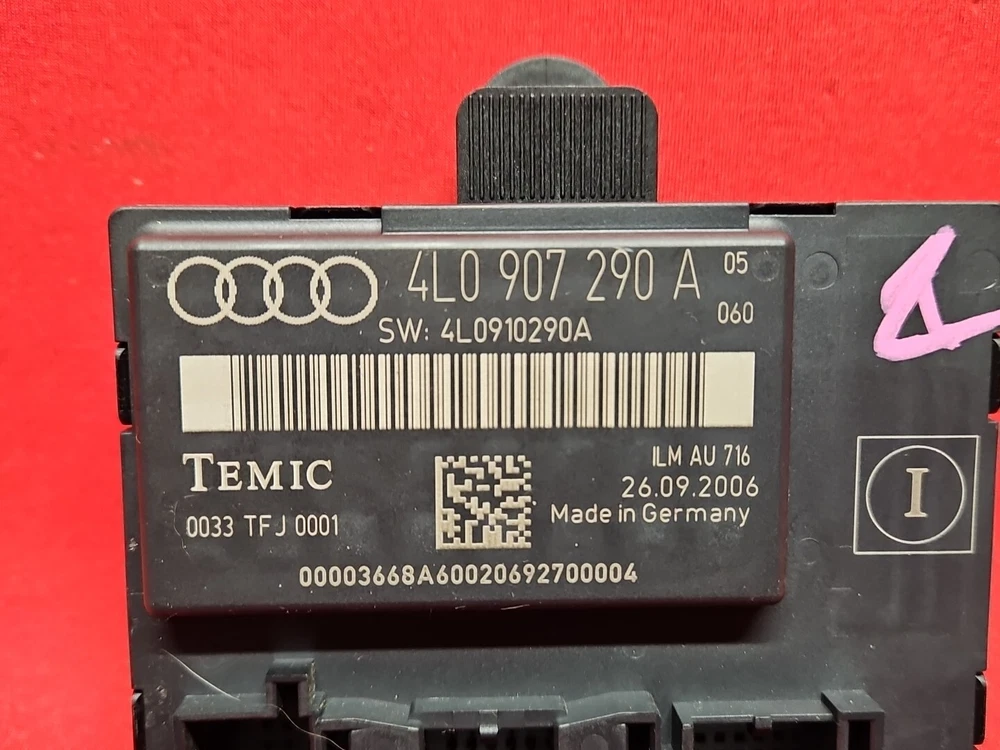 4L0 907 290 A 05
060
SW: 4L0910290A
TEMIC
ILM AU 716
26.09.2006
0033 TFJ 0001
Made in Germany
00003668A60020692700004
I